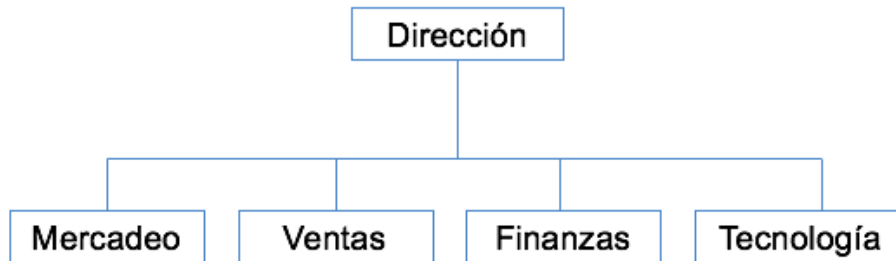 Dirección
Mercadeo
Ventas
Finanzas
Tecnología